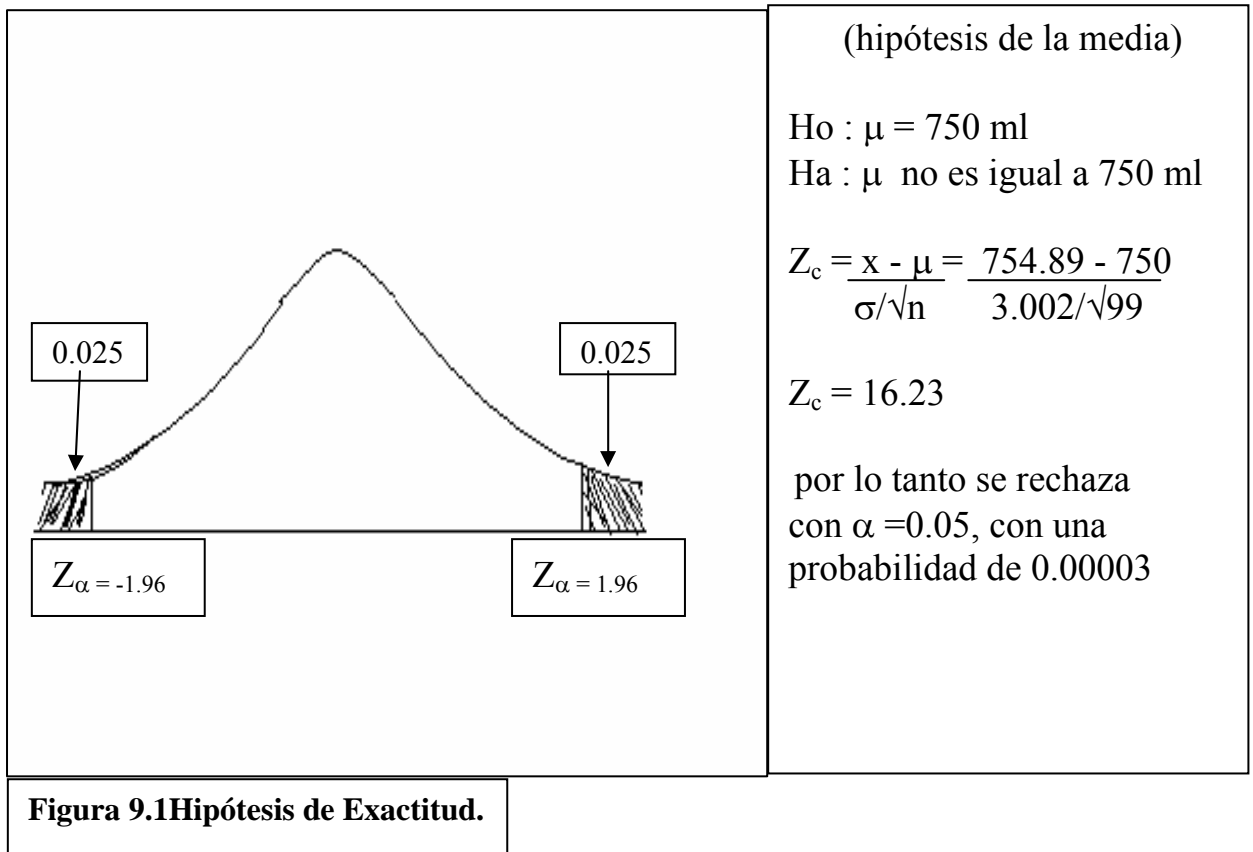 (hipótesis de la media)
Ho : μ = 750 ml
Ha : μ no es igual a 750 ml
Zc = x - μ = 754.89 - 750
σ/√n 3.002/√99
Zc = 16.23
por lo tanto se rechaza
con α =0.05, con una
probabilidad de 0.00003
0.025 0.025
Zα = -1.96 Zα = 1.96
Figura 9.1Hipótesis de Exactitud.